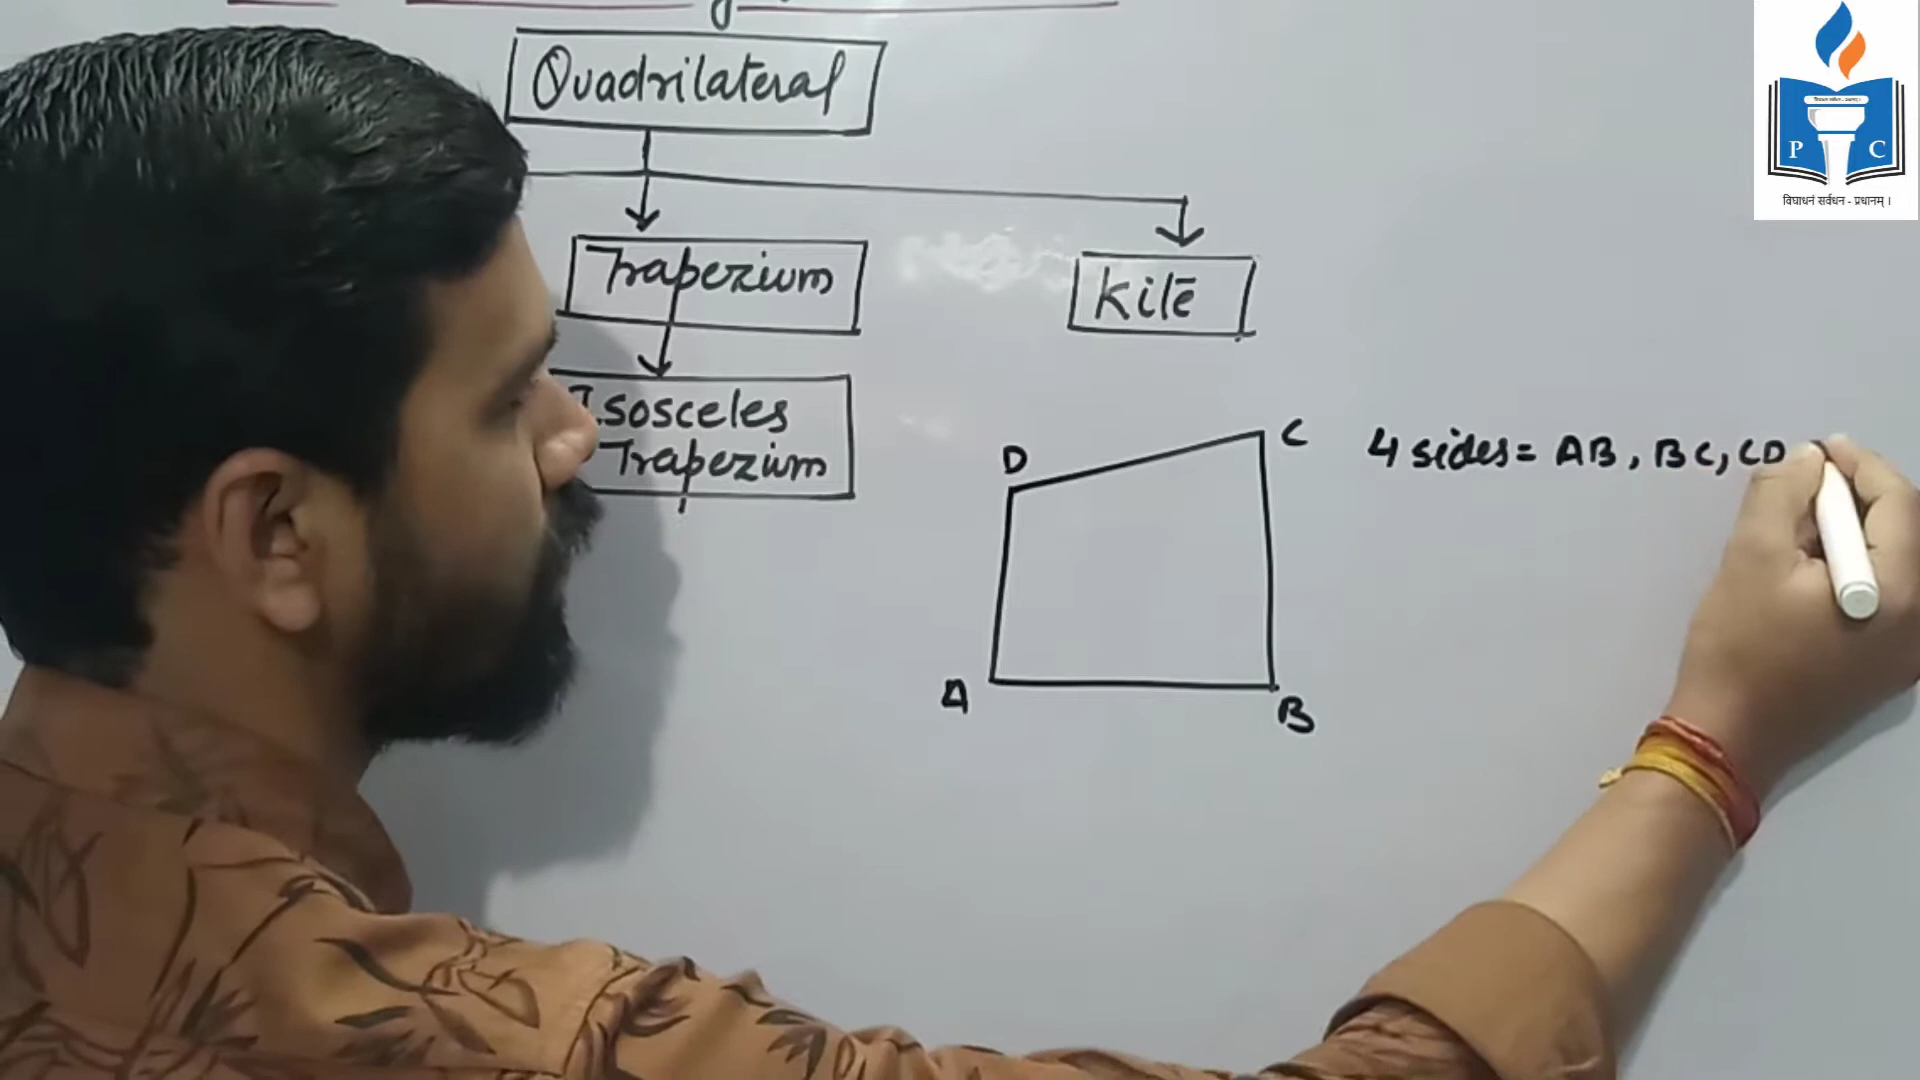 Quadrilateral
Trapezium
Kite
Isosceles
Trapezium
D
C
4 sides = AB, BC, CD
A
B
P C
विद्याधनं सर्वधन - प्रधानम् ।